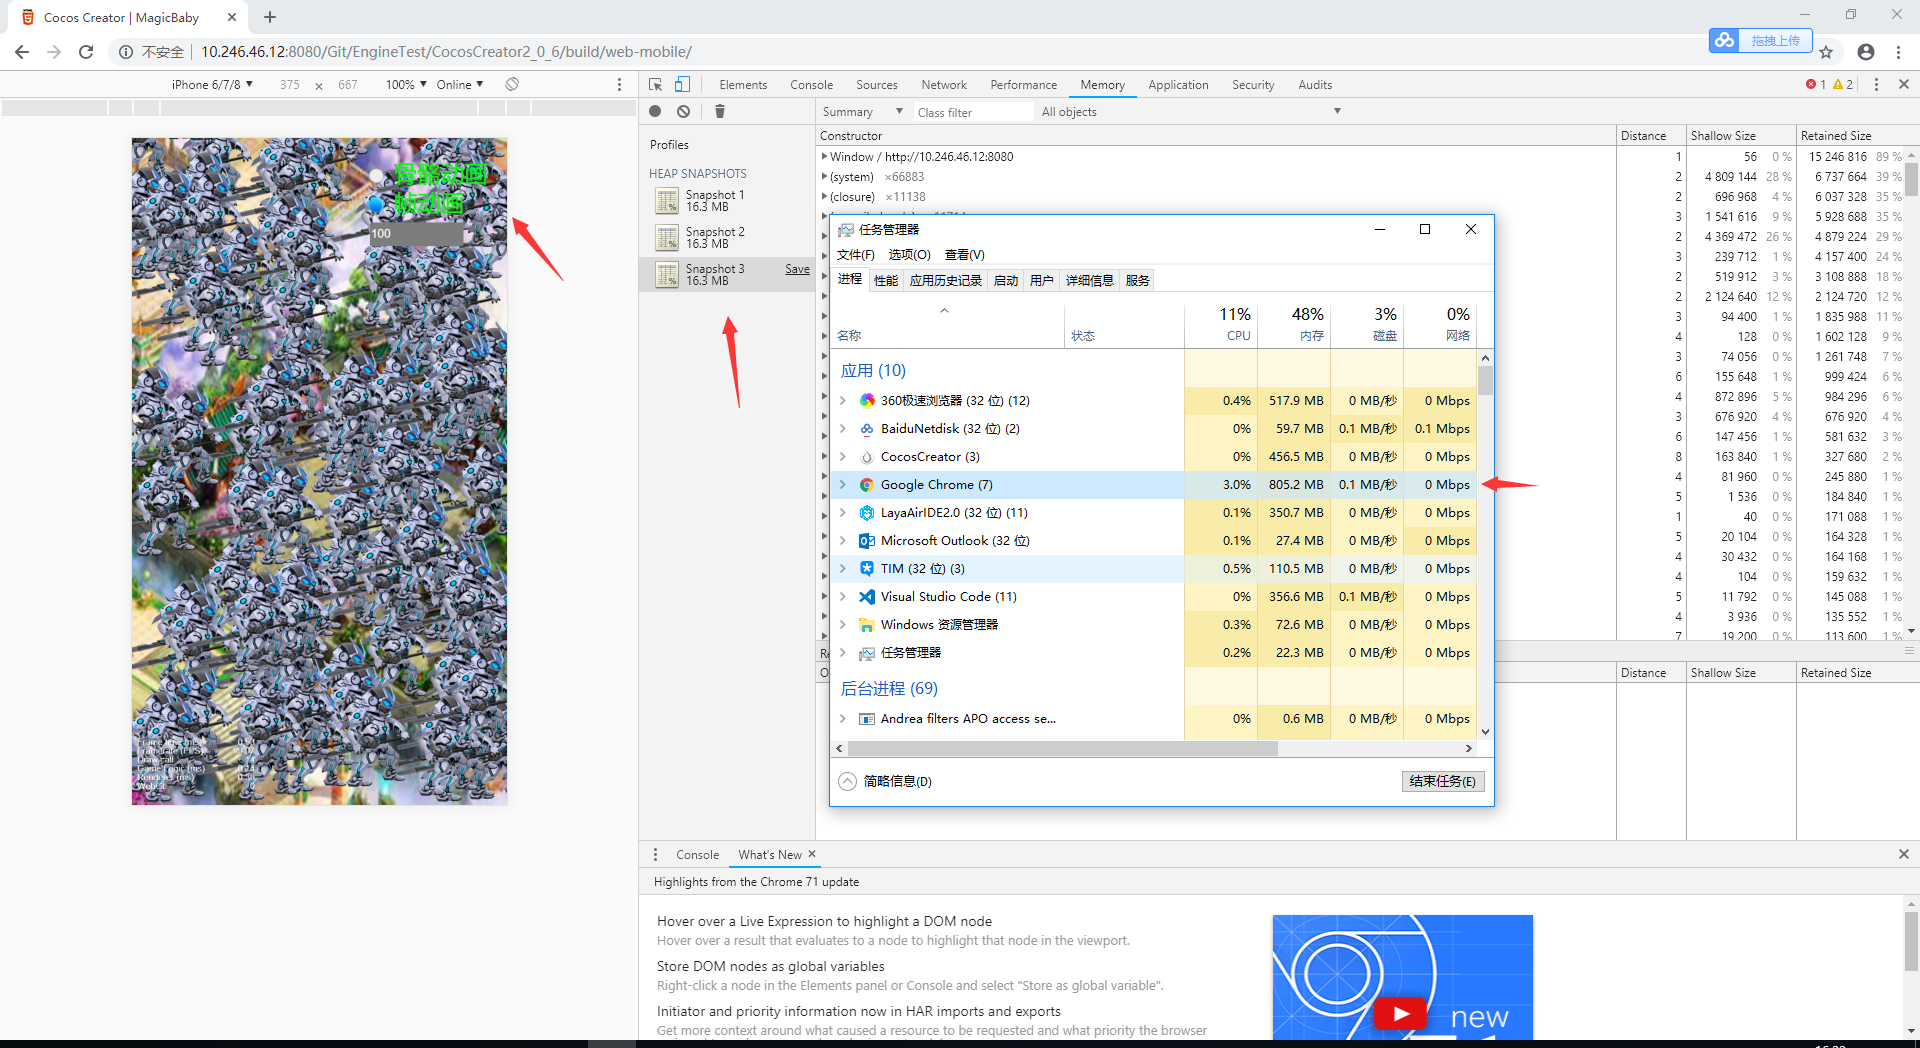 Cocos Creator | MagicBaby
不安全
10.246.46.12:8080/Git/EngineTest/CocosCreator2_0_6/build/web-mobile/
拖拽上传
iPhone 6/7/8 ▼ 375 × 667 100% ▼ Online ▼
Elements Console Sources Network Performance Memory Application Security Audits 1 2
Summary ▼ Class filter All objects ▼
骨骼动画
帧动画
100
Profiles
HEAP SNAPSHOTS
Snapshot 1
16.3 MB
Snapshot 2
16.3 MB
Snapshot 3 Save
16.3 MB
Constructor Distance Shallow Size Retained Size
Window / http://10.246.46.12:8080 1 56 0 % 15 246 816 89 %
(system) ×66883 2 4 809 144 28 % 6 737 664 39 %
(closure) ×11138 2 696 968 4 % 6 037 328 35 %
3 1 541 616 9 % 5 928 688 35 %
2 4 369 472 26 % 4 879 224 29 %
3 239 712 1 % 4 157 400 24 %
2 519 912 3 % 3 108 888 18 %
2 2 124 640 12 % 2 124 720 12 %
3 94 400 1 % 1 835 988 11 %
4 128 0 % 1 602 128 9 %
3 74 056 0 % 1 261 748 7 %
6 155 648 1 % 999 424 6 %
4 872 896 5 % 984 296 6 %
3 676 920 4 % 676 920 4 %
6 147 456 1 % 581 632 3 %
8 163 840 1 % 327 680 2 %
4 81 960 0 % 245 880 1 %
5 1 536 0 % 184 840 1 %
1 40 0 % 171 088 1 %
5 20 104 0 % 164 328 1 %
4 30 432 0 % 164 168 1 %
4 104 0 % 159 632 1 %
5 11 792 0 % 145 088 1 %
4 3 936 0 % 135 552 1 %
7 19 200 0 % 113 600 1 %
Distance Shallow Size Retained Size
任务管理器
文件(F) 选项(O) 查看(V)
进程 性能 应用历史记录 启动 用户 详细信息 服务
11% 48% 3% 0%
名称 状态 CPU 内存 磁盘 网络
应用 (10)
360极速浏览器 (32 位) (12) 0.4% 517.9 MB 0 MB/秒 0 Mbps
BaiduNetdisk (32 位) (2) 0% 59.7 MB 0.1 MB/秒 0.1 Mbps
CocosCreator (3) 0% 456.5 MB 0 MB/秒 0 Mbps
Google Chrome (7) 3.0% 805.2 MB 0.1 MB/秒 0 Mbps
LayaAirIDE2.0 (32 位) (11) 0.1% 350.7 MB 0 MB/秒 0 Mbps
Microsoft Outlook (32 位) 0.1% 27.4 MB 0 MB/秒 0 Mbps
TIM (32 位) (3) 0.5% 110.5 MB 0 MB/秒 0 Mbps
Visual Studio Code (11) 0% 356.6 MB 0.1 MB/秒 0 Mbps
Windows 资源管理器 0.3% 72.6 MB 0 MB/秒 0 Mbps
任务管理器 0.2% 22.3 MB 0 MB/秒 0 Mbps
后台进程 (69)
Andrea filters APO access se... 0% 0.6 MB 0 MB/秒 0 Mbps
简略信息(D) 结束任务(E)
Draw call
Game Logic (ms)
Renderer (ms)
WebGL
Console What's New
Highlights from the Chrome 71 update
Hover over a Live Expression to highlight a DOM node
Hover over a result that evaluates to a node to highlight that node in the viewport.
Store DOM nodes as global variables
Right-click a node in the Elements panel or Console and select "Store as global variable".
Initiator and priority information now in HAR imports and exports
Get more context around what caused a resource to be requested and what priority the browser
new